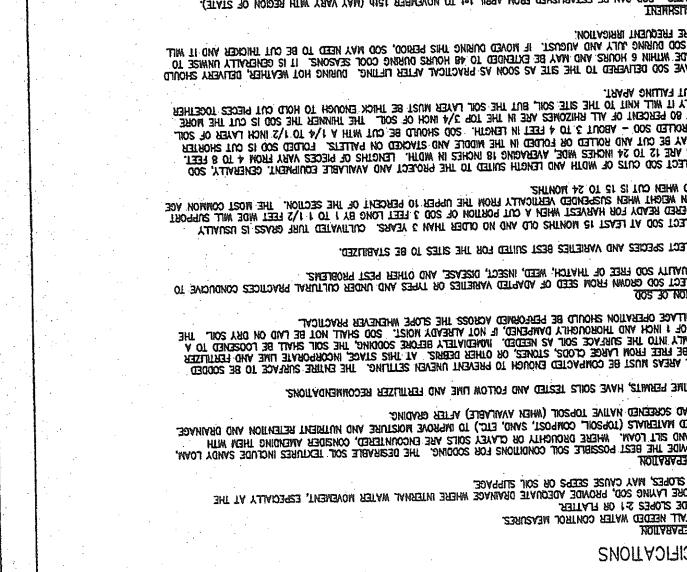 CIFICATIONS
EPARATION
ALL NEEDED WATER CONTROL MEASURES.
DE SLOPES 2:1 OR FLATTER.
ORE LAYING SOD, PROVIDE ADEQUATE DRAINAGE WHERE INTERNAL WATER MOVEMENT, ESPECIALLY AT THE
SLOPES, MAY CAUSE SEEPS OR SOIL SLIPPAGE.
EPARATION
VIDE THE BEST POSSIBLE SOIL CONDITIONS FOR SODDING. THE DESIRABLE SOIL TEXTURES INCLUDE SANDY LOAM,
AND SILT LOAM. WHERE DROUGHTY OR CLAYEY SOILS ARE ENCOUNTERED, CONSIDER AMENDING THEM WITH
ED MATERIALS (TOPSOIL, COMPOST, SAND, ETC) TO IMPROVE MOISTURE AND NUTRIENT RETENTION AND DRAINAGE.
AD SCREENED NATIVE TOPSOIL (WHEN AVAILABLE) AFTER GRADING.
IME PERMITS, HAVE SOILS TESTED AND FOLLOW LIME AND FERTILIZER RECOMMENDATIONS.
AREAS MUST BE COMPACTED ENOUGH TO PREVENT UNEVEN SETTLING. THE ENTIRE SURFACE TO BE SODDED
BE FREE FROM LARGE CLODS, STONES, OR OTHER DEBRIS. AT THIS STAGE, INCORPORATE LIME AND FERTILIZER
MLY INTO THE SURFACE SOIL AS NEEDED. IMMEDIATELY BEFORE SODDING, THE SOIL SHALL BE LOOSENED TO A
OF 1 INCH AND THOROUGHLY DAMPENED, IF NOT ALREADY MOIST. SOD SHALL NOT BE LAID ON DRY SOIL. THE
ILLAGE OPERATION SHOULD BE PERFORMED ACROSS THE SLOPE WHENEVER PRACTICAL.
ION OF SOD
ECT SOD GROWN FROM SEED OF ADAPTED VARIETIES OR TYPES AND UNDER CULTURAL PRACTICES CONDUCIVE TO
UALITY SOD FREE OF THATCH, WEED, INSECT, DISEASE, AND OTHER PEST PROBLEMS.
LECT SPECIES AND VARIETIES BEST SUITED FOR THE SITES TO BE STABILIZED.
LECT SOD AT LEAST 15 MONTHS OLD AND NO OLDER THAN 3 YEARS. CULTIVATED TURF GRASS IS USUALLY
ERED READY FOR HARVEST WHEN A CUT PORTION OF SOD 3 FEET LONG BY 1 TO 1 1/2 FEET WIDE WILL SUPPORT
N WEIGHT WHEN SUSPENDED VERTICALLY FROM THE UPPER 10 PERCENT OF THE SECTION. THE MOST COMMON AGE
D WHEN CUT IS 15 TO 24 MONTHS.
LECT SOD CUTS OF WIDTH AND LENGTH SUITED TO THE PROJECT AND AVAILABLE EQUIPMENT. GENERALLY, SOD
ARE 12 TO 24 INCHES WIDE, AVERAGING 18 INCHES IN WIDTH. LENGTHS OF PIECES VARY FROM 4 TO 8 FEET.
AY BE CUT AND ROLLED OR FOLDED IN THE MIDDLE AND STACKED ON PALLETS. FOLDED SOD IS CUT SHORTER
ROLLED SOD - ABOUT 3 TO 4 FEET IN LENGTH. SOD SHOULD BE CUT WITH A 1/4 TO 1/2 INCH LAYER OF SOIL
80 PERCENT OF ALL RHIZOMES ARE IN THE TOP 3/4 INCH OF SOIL. THE THINNER THE SOD IS CUT THE MORE
LY IT WILL KNIT TO THE SITE SOIL, BUT THE SOIL LAYER MUST BE THICK ENOUGH TO HOLD CUT PIECES TOGETHER
UT FALLING APART.
AVE SOD DELIVERED TO THE SITE AS SOON AS PRACTICAL AFTER LIFTING. DURING HOT WEATHER, DELIVERY SHOULD
DE WITHIN 6 HOURS AND MAY BE EXTENDED TO 48 HOURS DURING COOL SEASONS. IT IS GENERALLY UNWISE TO
SOD DURING JULY AND AUGUST. IF MOVED DURING THIS PERIOD, SOD MAY NEED TO BE CUT THICKER AND IT WILL
RE FREQUENT IRRIGATION.
LISHMENT
SOD CAN BE ESTABLISHED FROM APRIL 1st TO NOVEMBER 15th (MAY VARY WITH REGION OF STATE).